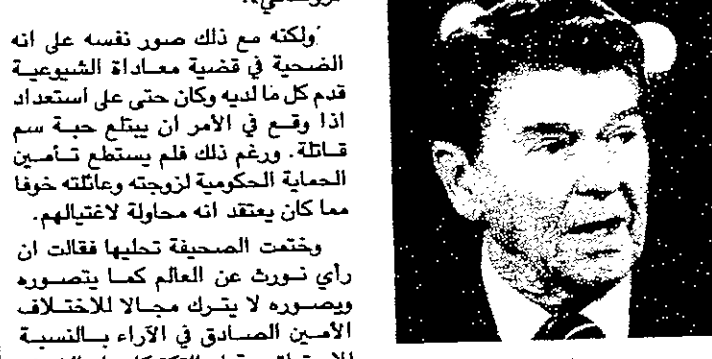 ولكنه مع ذلك صور نفسه على انه
الضحية في قضية معاداة الشيوعية
قدم كل ما لديه وكان حتى على استعداد
اذا وقع في الأمر ان يبتلع حبة سم
قاتلة. ورغم ذلك فلم يستطع تأمين
الحماية الحكومية لزوجته وعائلته خوفا
مما كان يعتقد انه محاولة لاغتيالهم.
وختمت الصحيفة تحليها فقالت ان
رأي نورث عن العالم كما يتصوره
ويصوره لا يترك مجالا للاختلاف
الأمين الصادق في الآراء بالنسبة